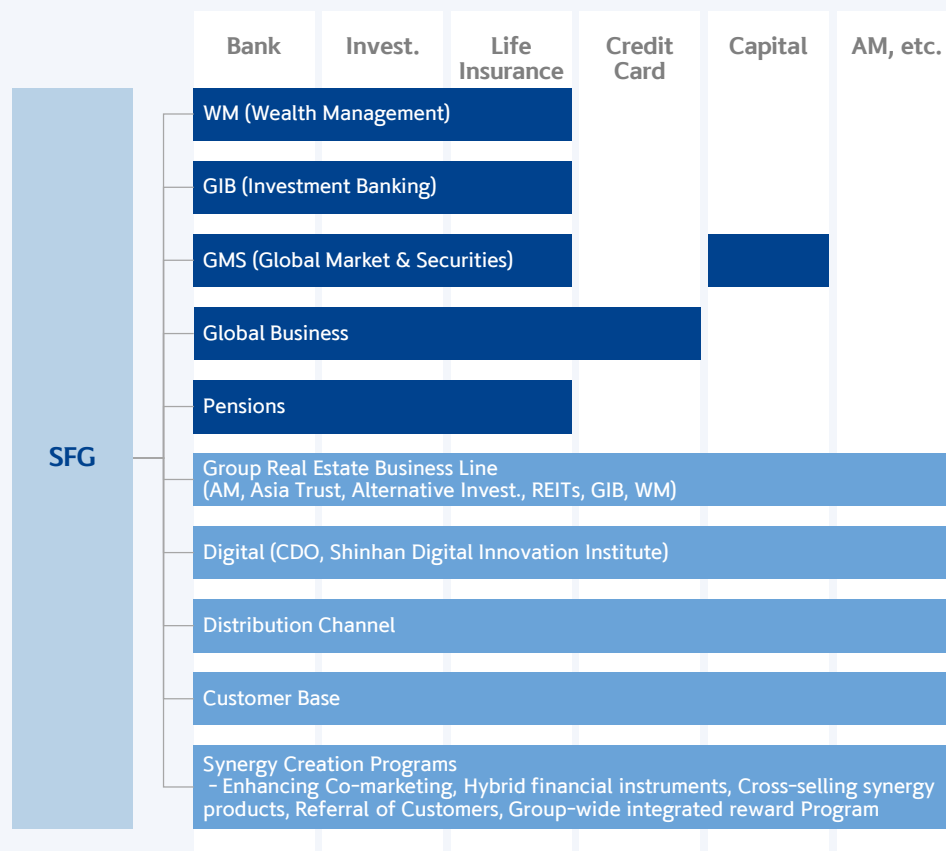 Bank
Invest.
Life
Insurance
Credit
Card
Capital
AM, etc.
SFG
WM (Wealth Management)
GIB (Investment Banking)
GMS (Global Market & Securities)
Global Business
Pensions
Group Real Estate Business Line
(AM, Asia Trust, Alternative Invest., REITs, GIB, WM)
Digital (CDO, Shinhan Digital Innovation Institute)
Distribution Channel
Customer Base
Synergy Creation Programs
- Enhancing Co-marketing, Hybrid financial instruments, Cross-selling synergy
products, Referral of Customers, Group-wide integrated reward Program